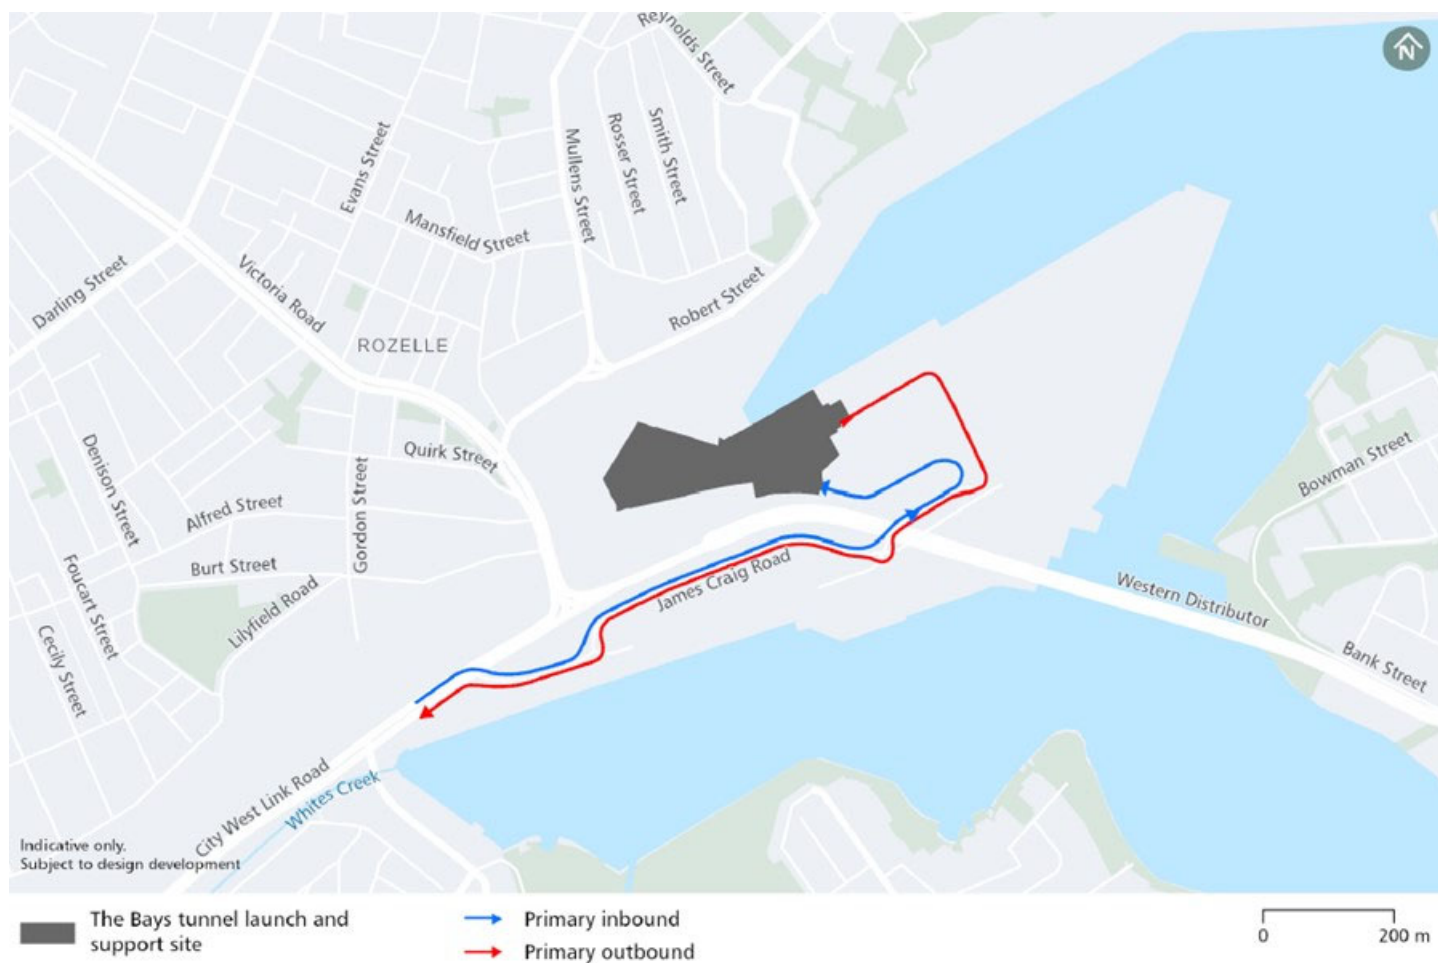 Reynolds Street
N
Smith Street
Rosser Street
Mullens Street
Evans Street
Mansfield Street
Darling Street
Victoria Road
Robert Street
ROZELLE
Denison Street
Quirk Street
Alfred Street
Gordon Street
Bowman Street
Foucart Street
Burt Street
Lilyfield Road
James Craig Road
Western Distributor
Cecily Street
Bank Street
City West Link Road
Whites Creek
Indicative only.
Subject to design development
The Bays tunnel launch and
support site
Primary inbound
Primary outbound
0 200 m